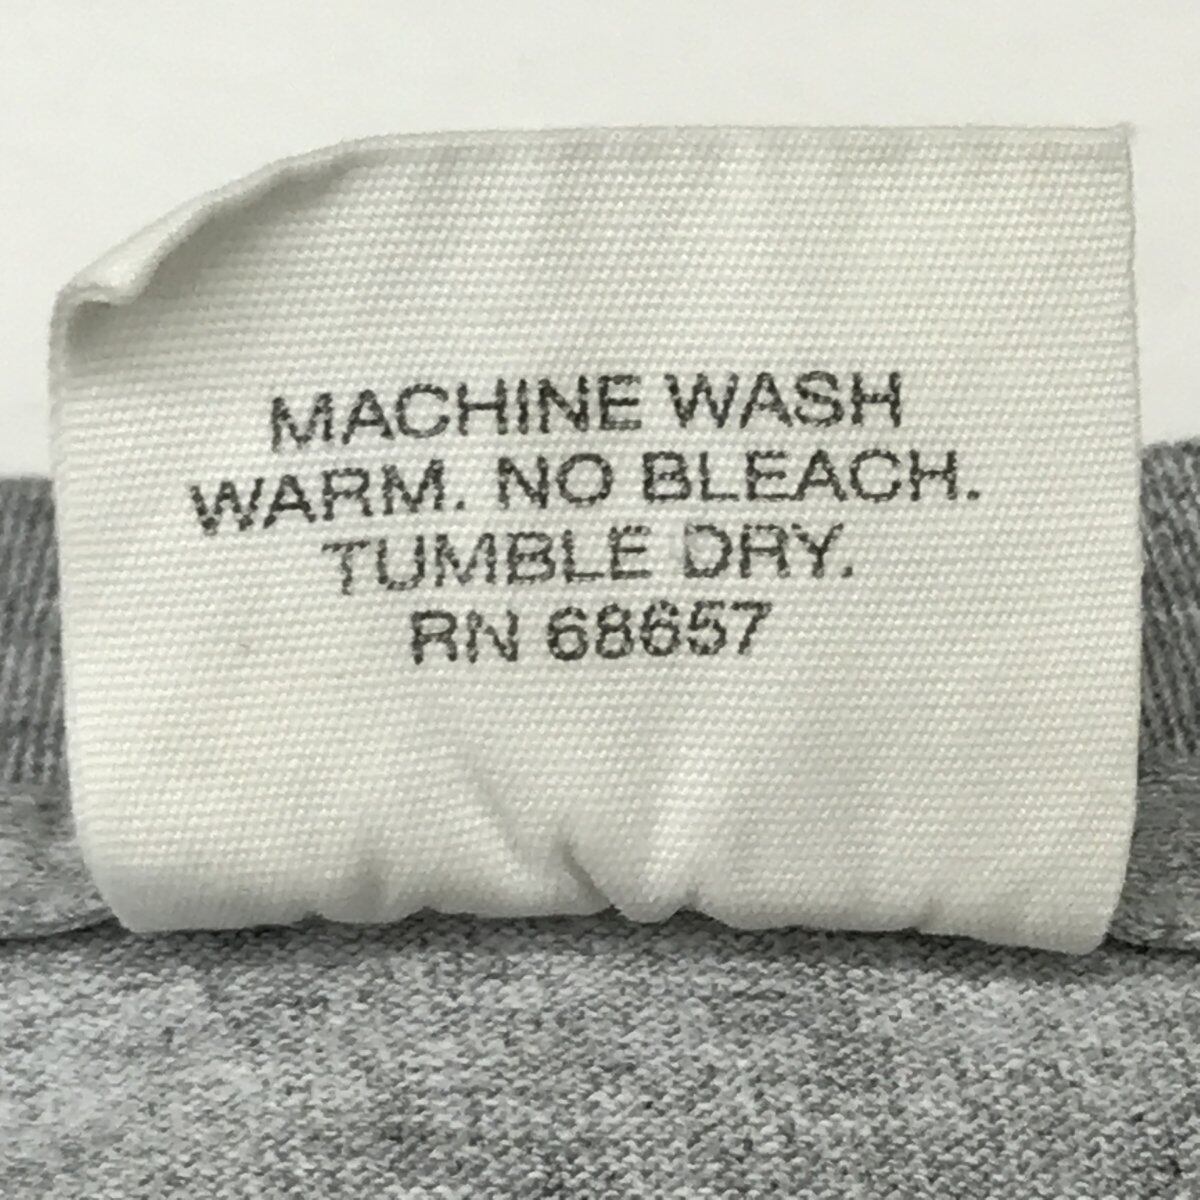 MACHINE WASH
WARM. NO BLEACH.
TUMBLE DRY.
RN 68657